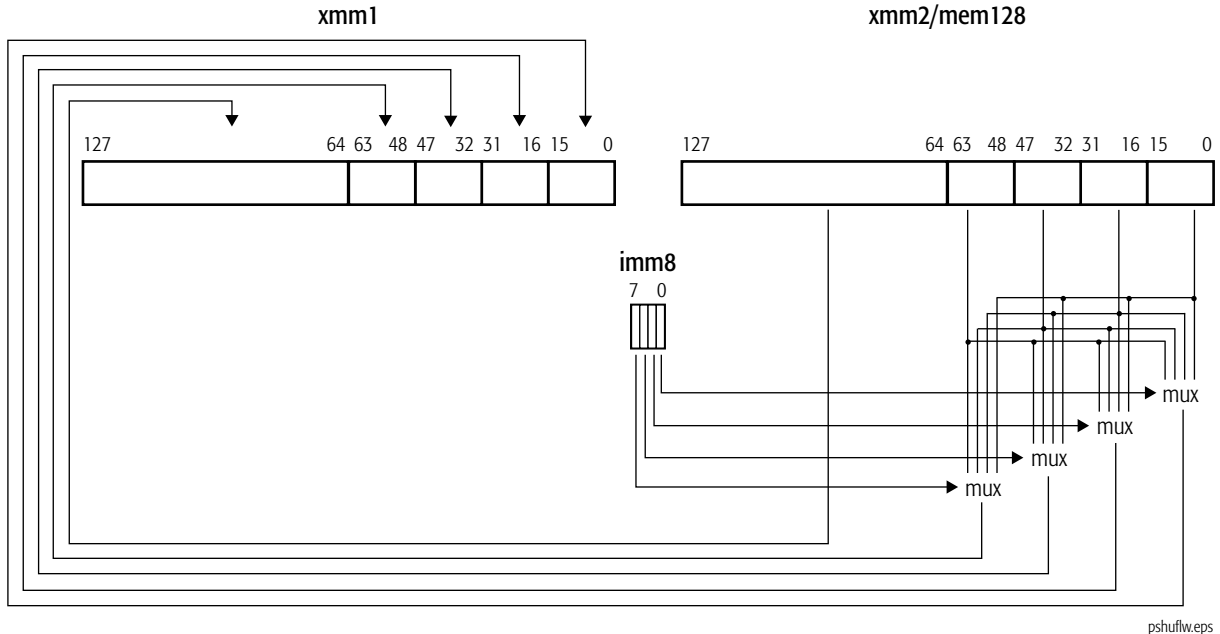 xmm1 xmm2/mem128
127 64 63 48 47 32 31 16 15 0 127 64 63 48 47 32 31 16 15 0
imm8
7 0
mux
mux
mux
mux
pshuflw.eps